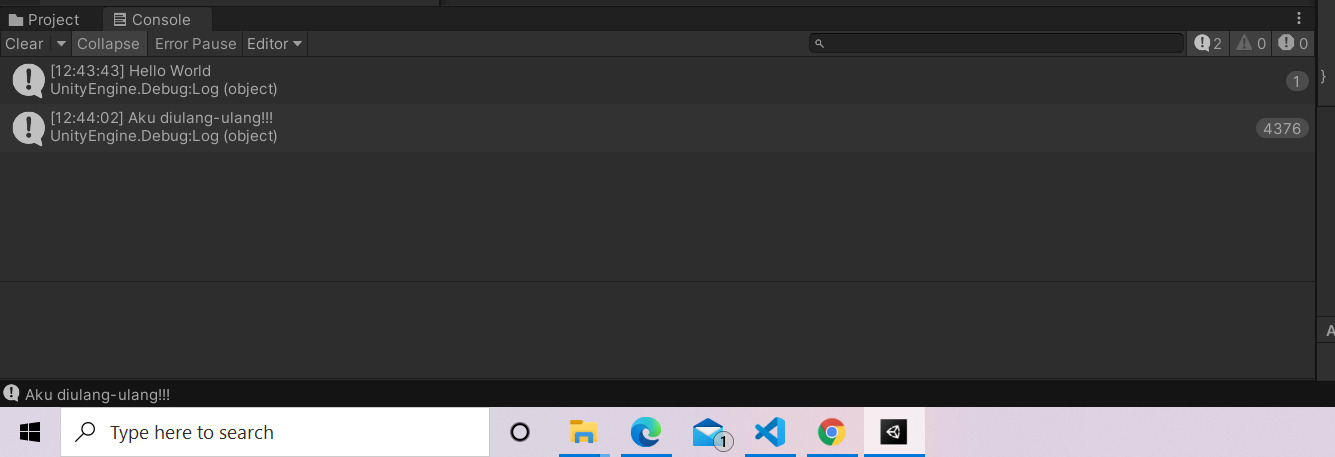 Project
Console
Clear
Collapse
Error Pause
Editor
2
0
0
[12:43:43] Hello World
UnityEngine.Debug:Log (object)
1
[12:44:02] Aku diulang-ulang!!!
UnityEngine.Debug:Log (object)
4376
}
A
Aku diulang-ulang!!!
Type here to search
1